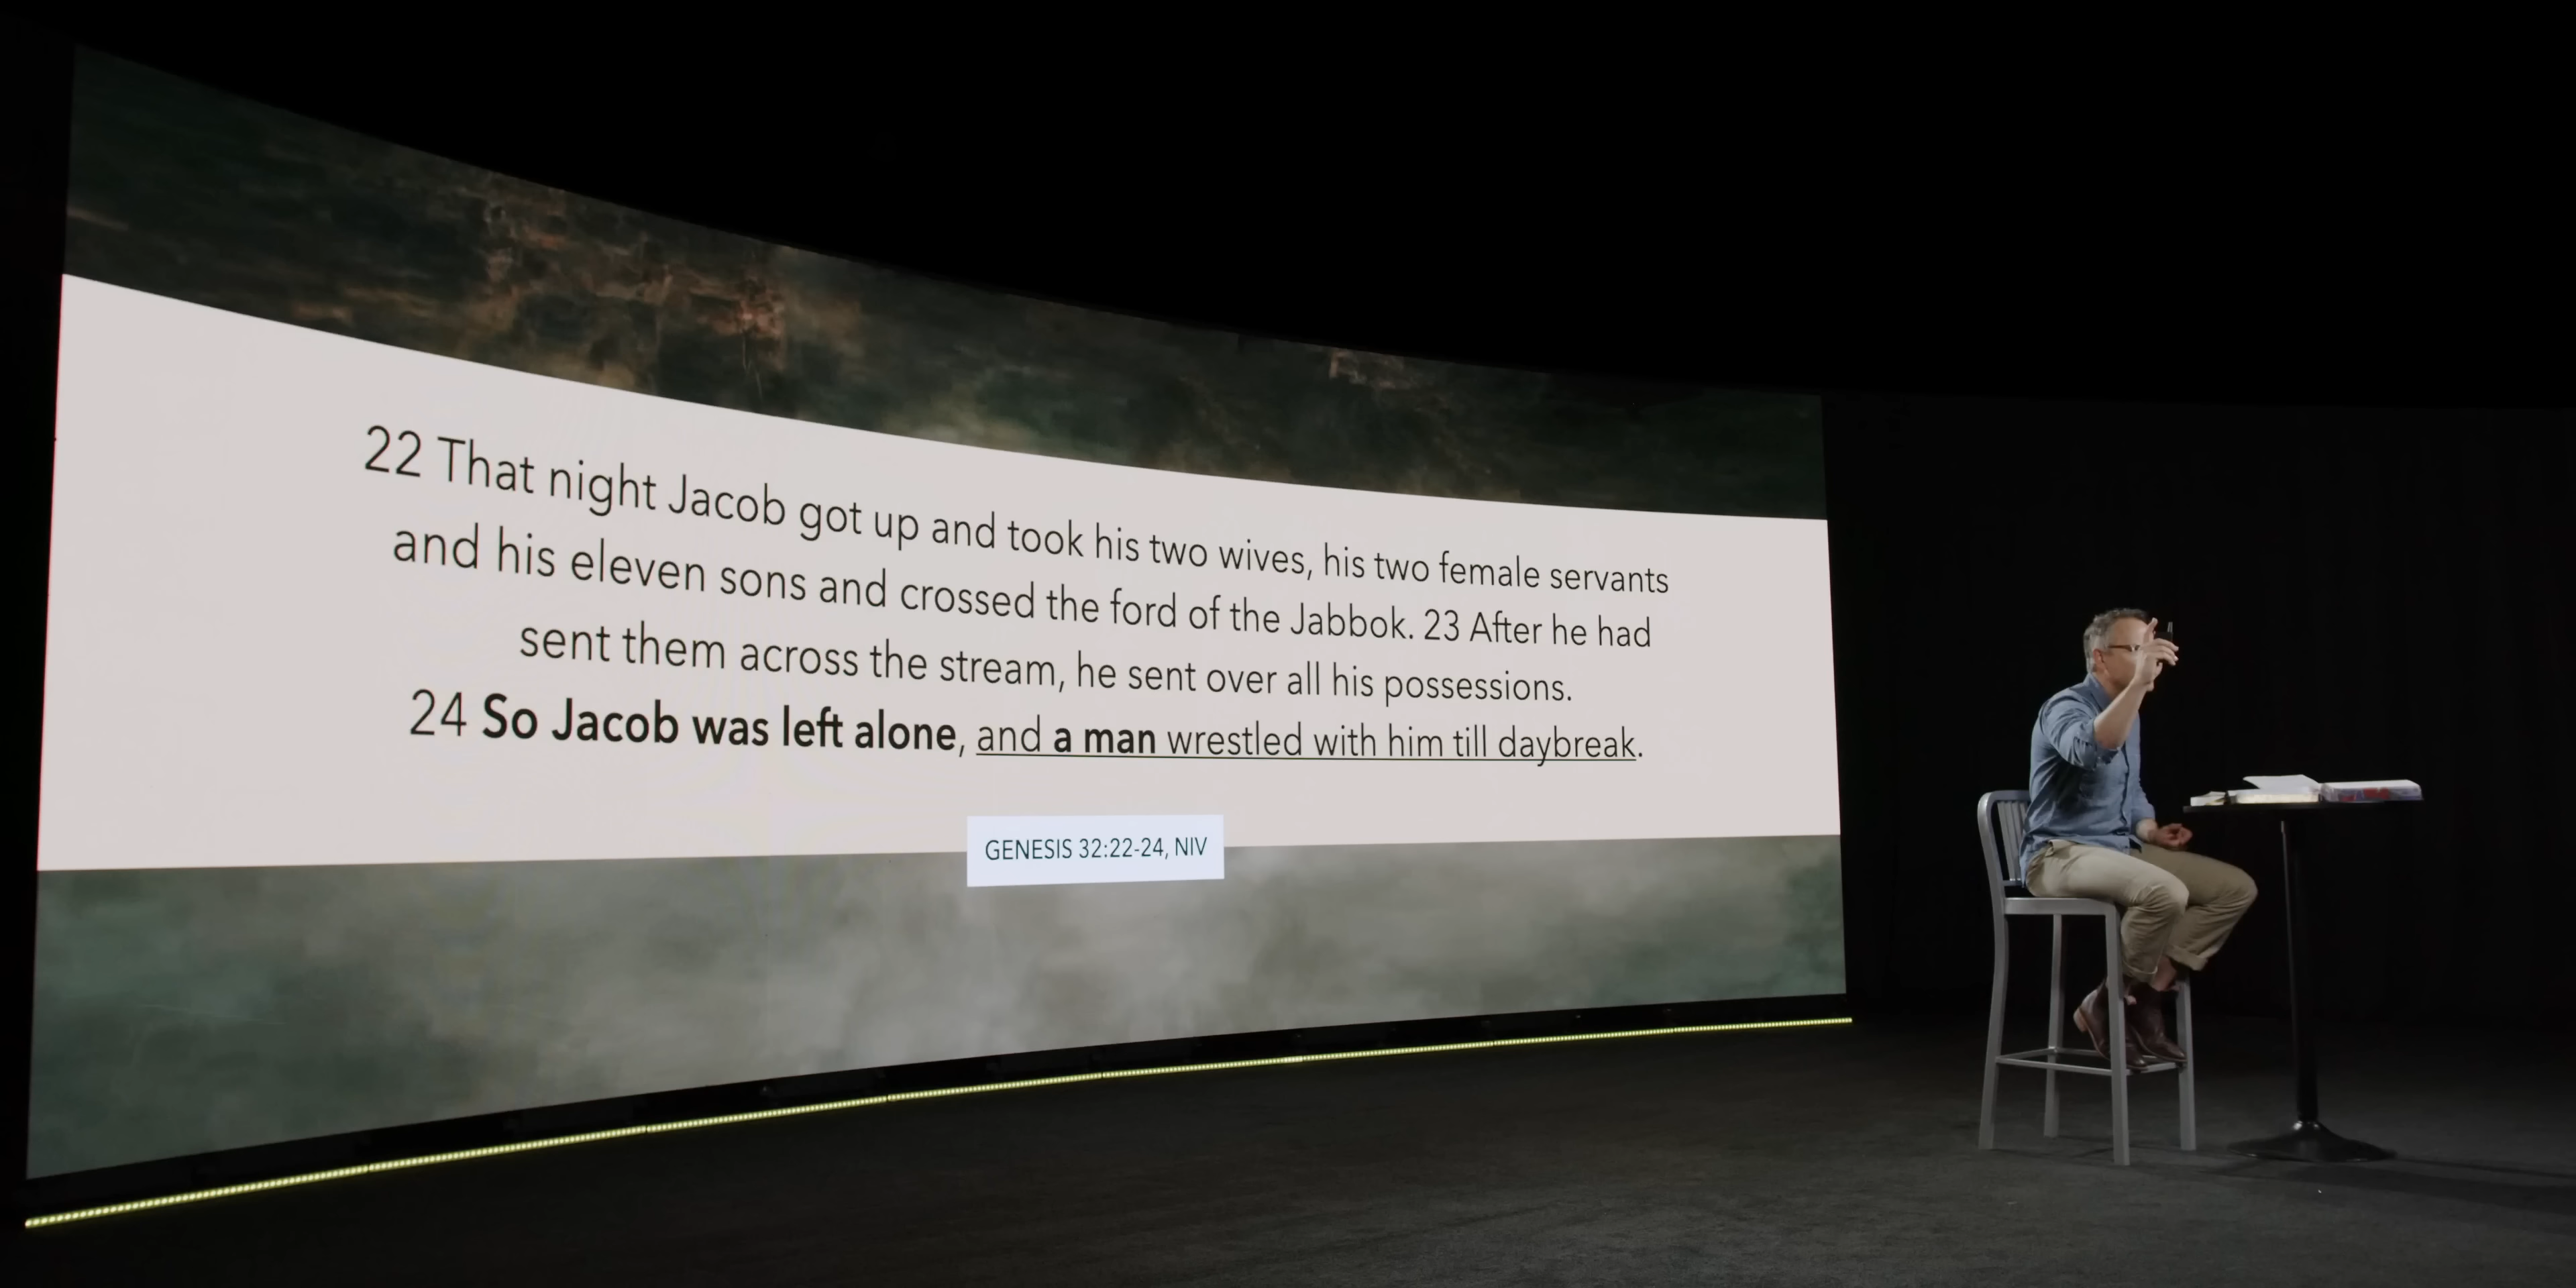 22 That night Jacob got up and took his two wives, his two female servants
and his eleven sons and crossed the ford of the Jabbok. 23 After he had
sent them across the stream, he sent over all his possessions.
24 So Jacob was left alone, and a man wrestled with him till daybreak.
GENESIS 32:22-24, NIV